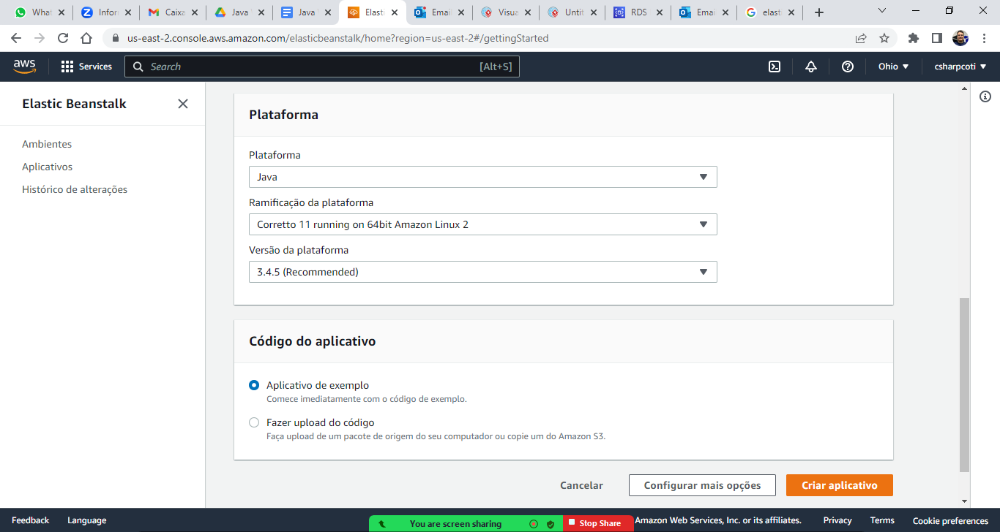 What
Inforr
Caixa
Java
Java
Elasti
Email
Visua
Untit
RDS
Emai
elasti
us-east-2.console.aws.amazon.com/elasticbeanstalk/home?region=us-east-2#/gettingStarted
aws
Services
Search
[Alt+S]
Ohio
csharpcoti
Elastic Beanstalk
Ambientes
Aplicativos
Histórico de alterações
Plataforma
Plataforma
Java
Ramificação da plataforma
Corretto 11 running on 64bit Amazon Linux 2
Versão da plataforma
3.4.5 (Recommended)
Código do aplicativo
Aplicativo de exemplo
Comece imediatamente com o código de exemplo.
Fazer upload do código
Faça upload de um pacote de origem do seu computador ou copie um do Amazon S3.
Cancelar
Configurar mais opções
Criar aplicativo
Feedback
Language
You are screen sharing
Stop Share
Amazon Web Services, Inc. or its affiliates.
Privacy
Terms
Cookie preferences